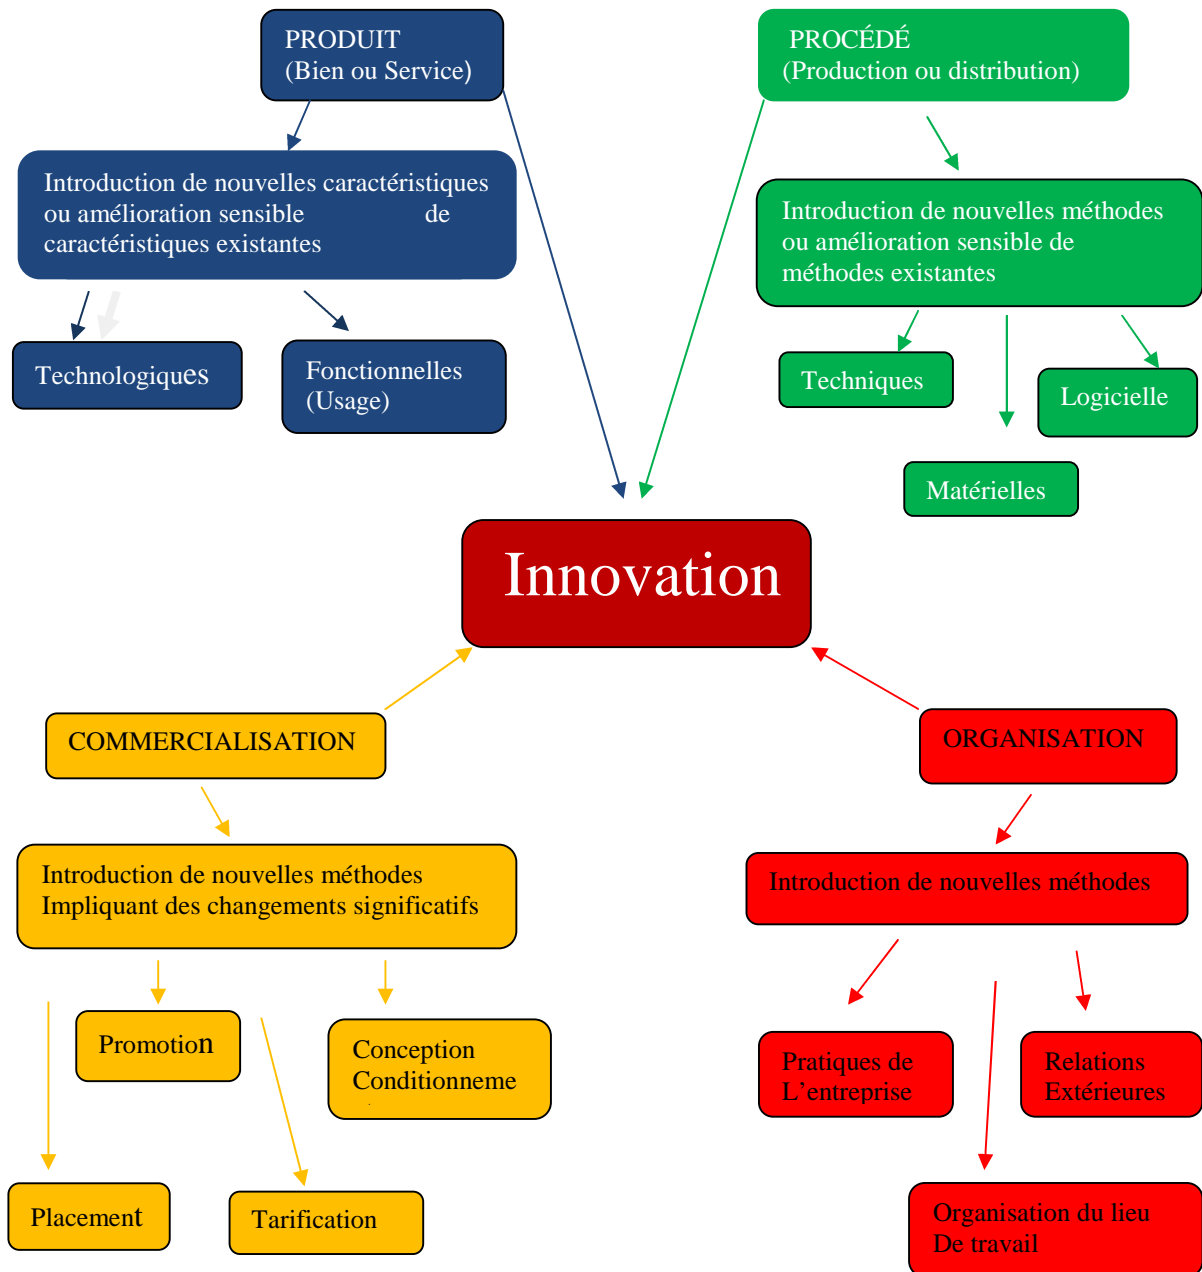 PRODUIT
(Bien ou Service)
PROCÉDÉ
(Production ou distribution)
Introduction de nouvelles caractéristiques
ou amélioration sensible de
caractéristiques existantes
Introduction de nouvelles méthodes
ou amélioration sensible de
méthodes existantes
Technologiques
Fonctionnelles
(Usage)
Techniques
Logicielle
Matérielles
Innovation
COMMERCIALISATION
ORGANISATION
Introduction de nouvelles méthodes
Impliquant des changements significatifs
Introduction de nouvelles méthodes
Promotion
Conception
Conditionneme
Pratiques de
L'entreprise
Relations
Extérieures
Placement
Tarification
Organisation du lieu
De travail